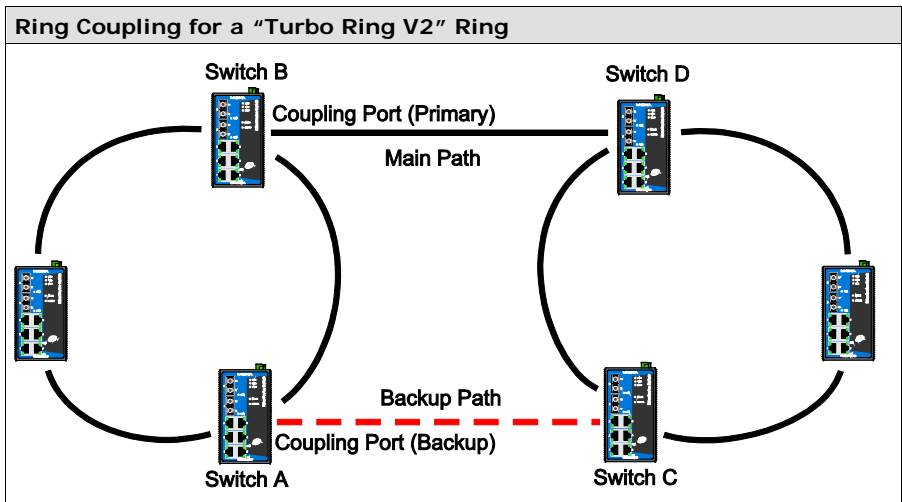 Ring Coupling for a “Turbo Ring V2” Ring
Switch B
Switch D
Coupling Port (Primary)
Main Path
Backup Path
Coupling Port (Backup)
Switch A
Switch C